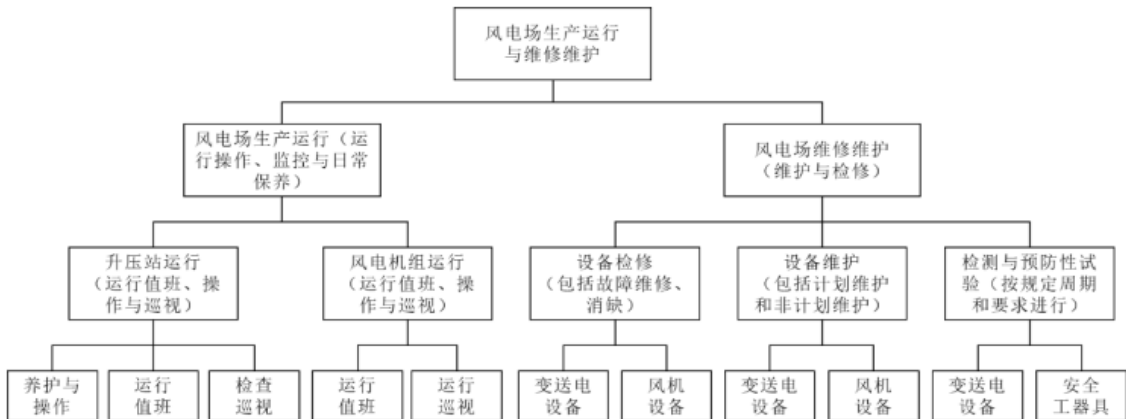 风电场生产运行
与维修维护
风电场生产运行（运
行操作、监控与日常
保养）
风电场维修维护
（维护与检修）
升压站运行
（运行值班、操
作与巡视）
风电机组运行
（运行值班、操
作与巡视）
设备检修
（包括故障维修、
消缺）
设备维护
（包括计划维护
和非计划维护）
检测与预防性试
验（按规定周期
和要求进行）
养护与
操作
运行
值班
检查
巡视
运行
值班
运行
巡视
变送电
设备
风机
设备
变送电
设备
风机
设备
变送电
设备
安全
工器具